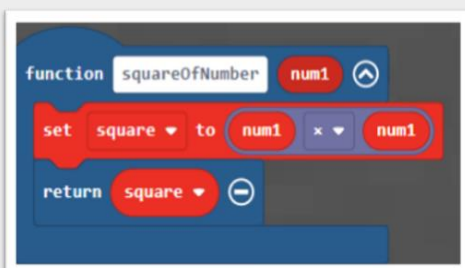 function squareOfNumber num1
set square to num1 × num1
return square